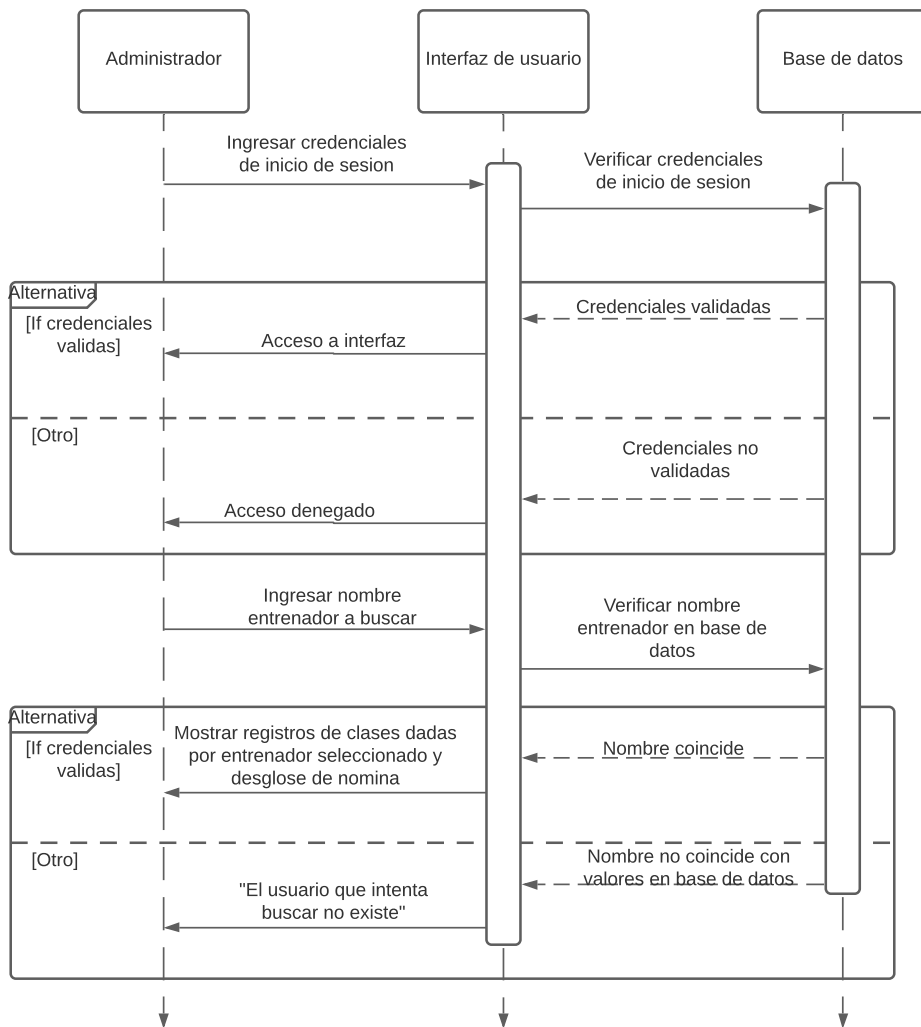 Administrador
Interfaz de usuario
Base de datos
Ingresar credenciales
de inicio de sesion
Verificar credenciales
de inicio de sesion
Alternativa
[If credenciales
validas]
Credenciales validadas
Acceso a interfaz
[Otro]
Credenciales no
validadas
Acceso denegado
Ingresar nombre
entrenador a buscar
Verificar nombre
entrenador en base de
datos
Alternativa
[If credenciales
validas]
Mostrar registros de clases dadas
por entrenador seleccionado y
desglose de nomina
Nombre coincide
[Otro]
Nombre no coincide con
valores en base de datos
"El usuario que intenta
buscar no existe"